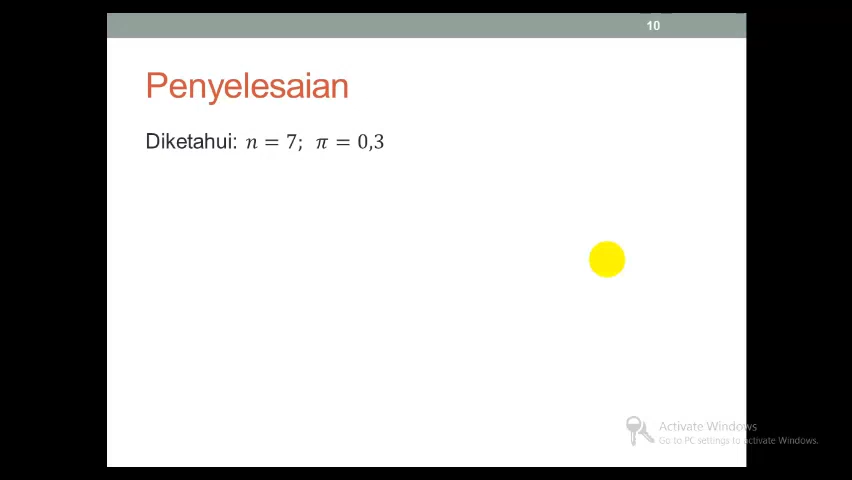 10
Penyelesaian
Diketahui: n = 7; π = 0,3
Activate Windows
Go to PC settings to activate Windows.